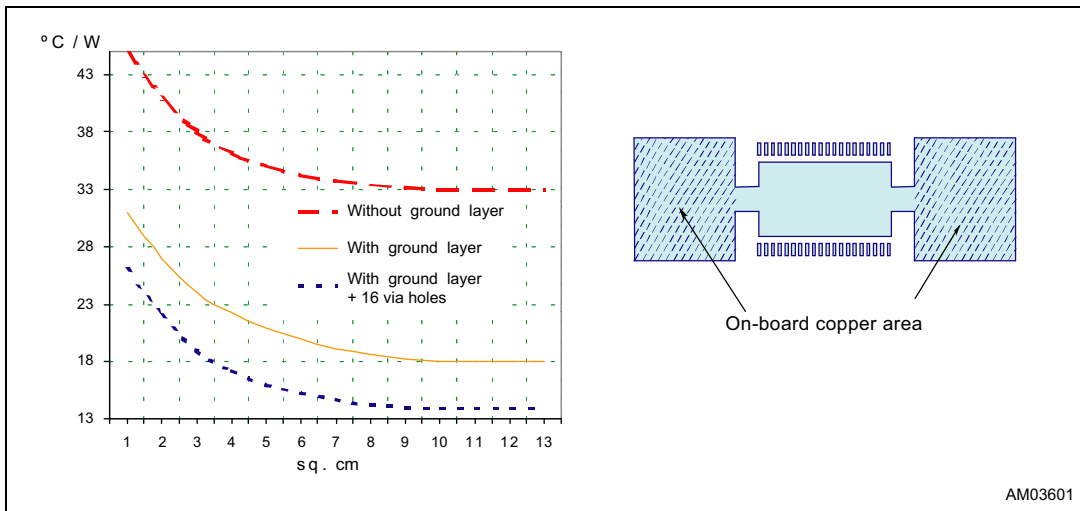 ºC / W
43
38
33
28
23
18
13
1 2 3 4 5 6 7 8 9 10 11 12 13
sq. cm
Without ground layer
With ground layer
With ground layer
+ 16 via holes
On-board copper area
AM03601